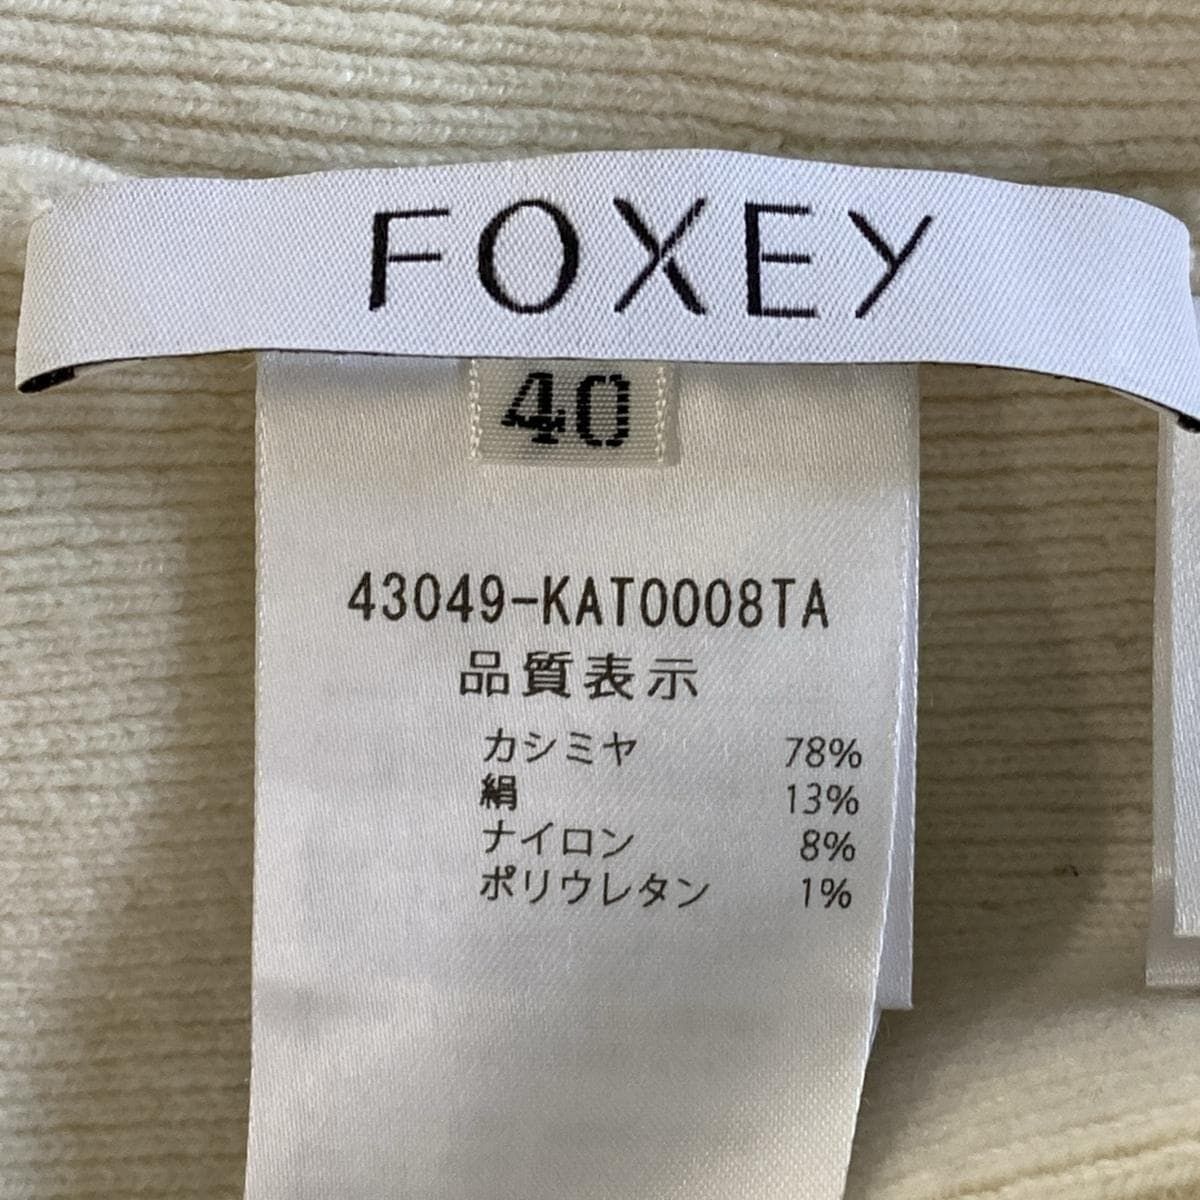 FOXEY
40
43049-KAT0008TA
品質表示
カシミヤ 78%
絹 13%
ナイロン 8%
ポリウレタン 1%